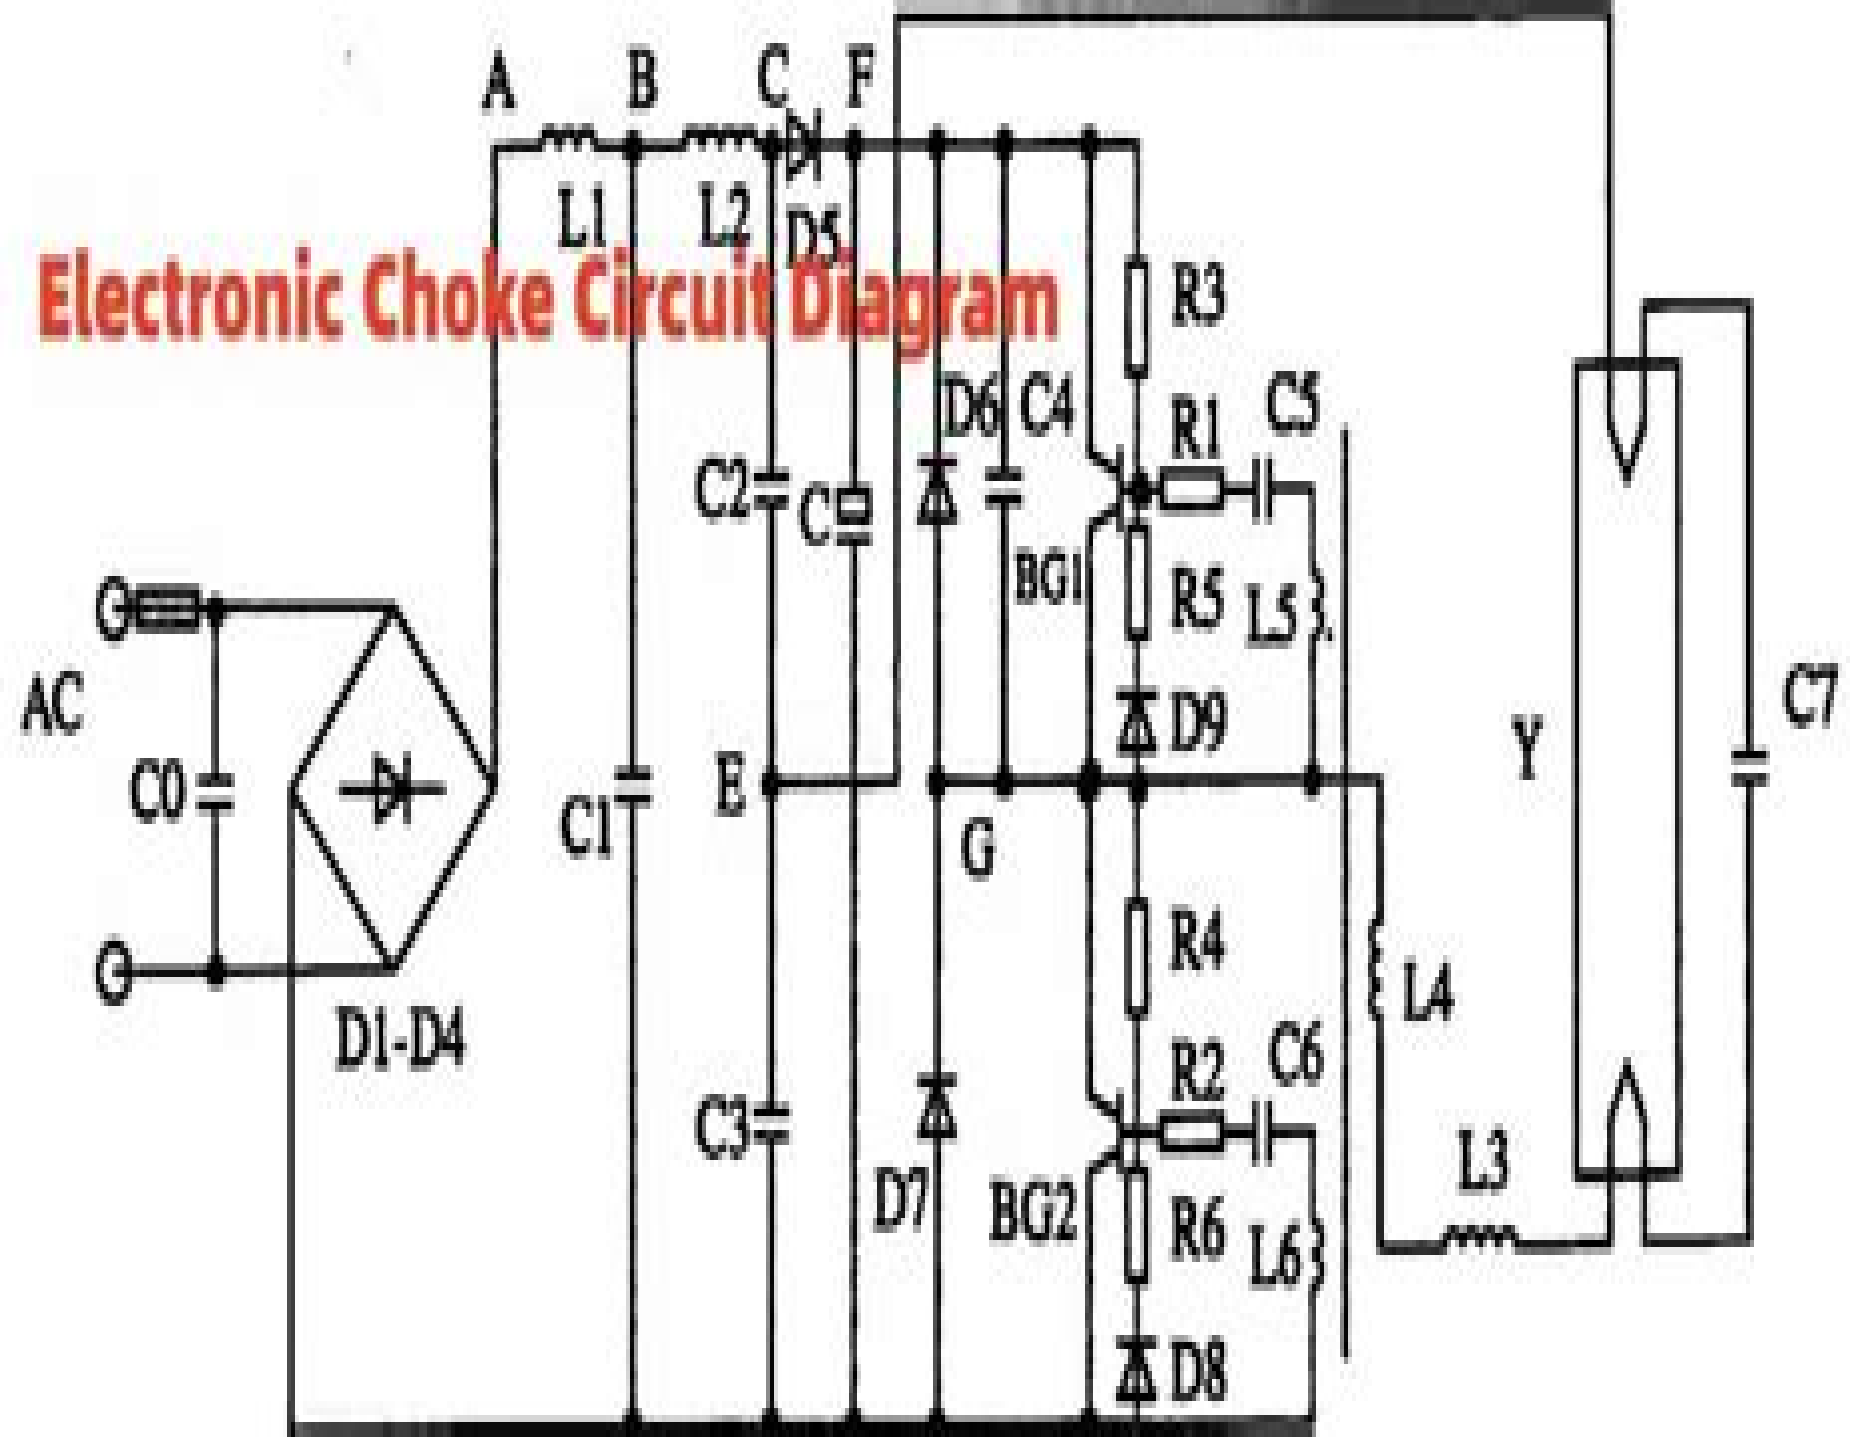 A B C F
L1 L2 D5
Electronic Choke Circuit Diagram
R3
D6 C4 R1 C5
C2 C
BG1 R5 L5
AC D9 C7
C0 C1 E Y
G
R4
D1-D4 L4
R2 C6
C3 L3
D7 BG2 R6 L6
D8